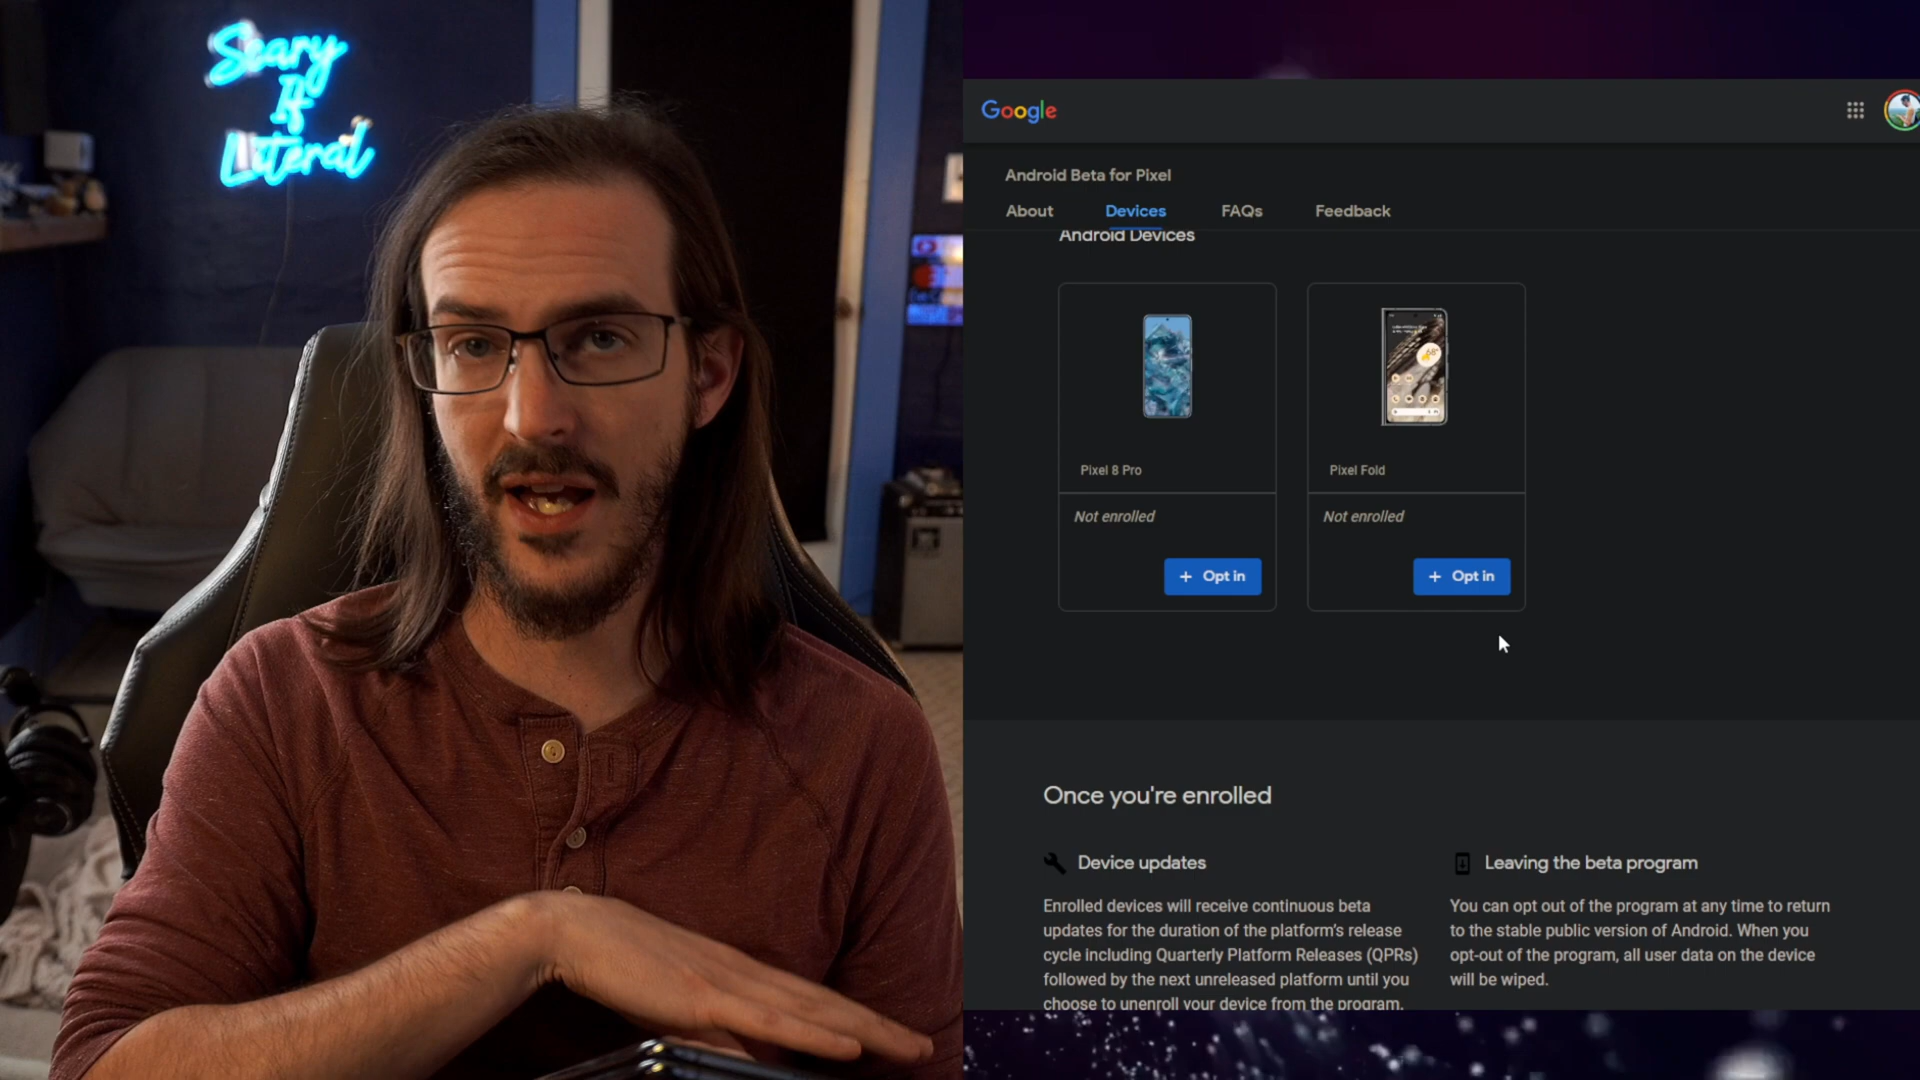 Scary
If
Literal
Google
Android Beta for Pixel
About
Devices
FAQs
Feedback
Android Devices
Pixel 8 Pro
Not enrolled
+ Opt in
Pixel Fold
Not enrolled
+ Opt in
Once you're enrolled
Device updates
Enrolled devices will receive continuous beta
updates for the duration of the platform's release
cycle including Quarterly Platform Releases (QPRs)
followed by the next unreleased platform until you
choose to unenroll your device from the program.
Leaving the beta program
You can opt out of the program at any time to return
to the stable public version of Android. When you
opt-out of the program, all user data on the device
will be wiped.